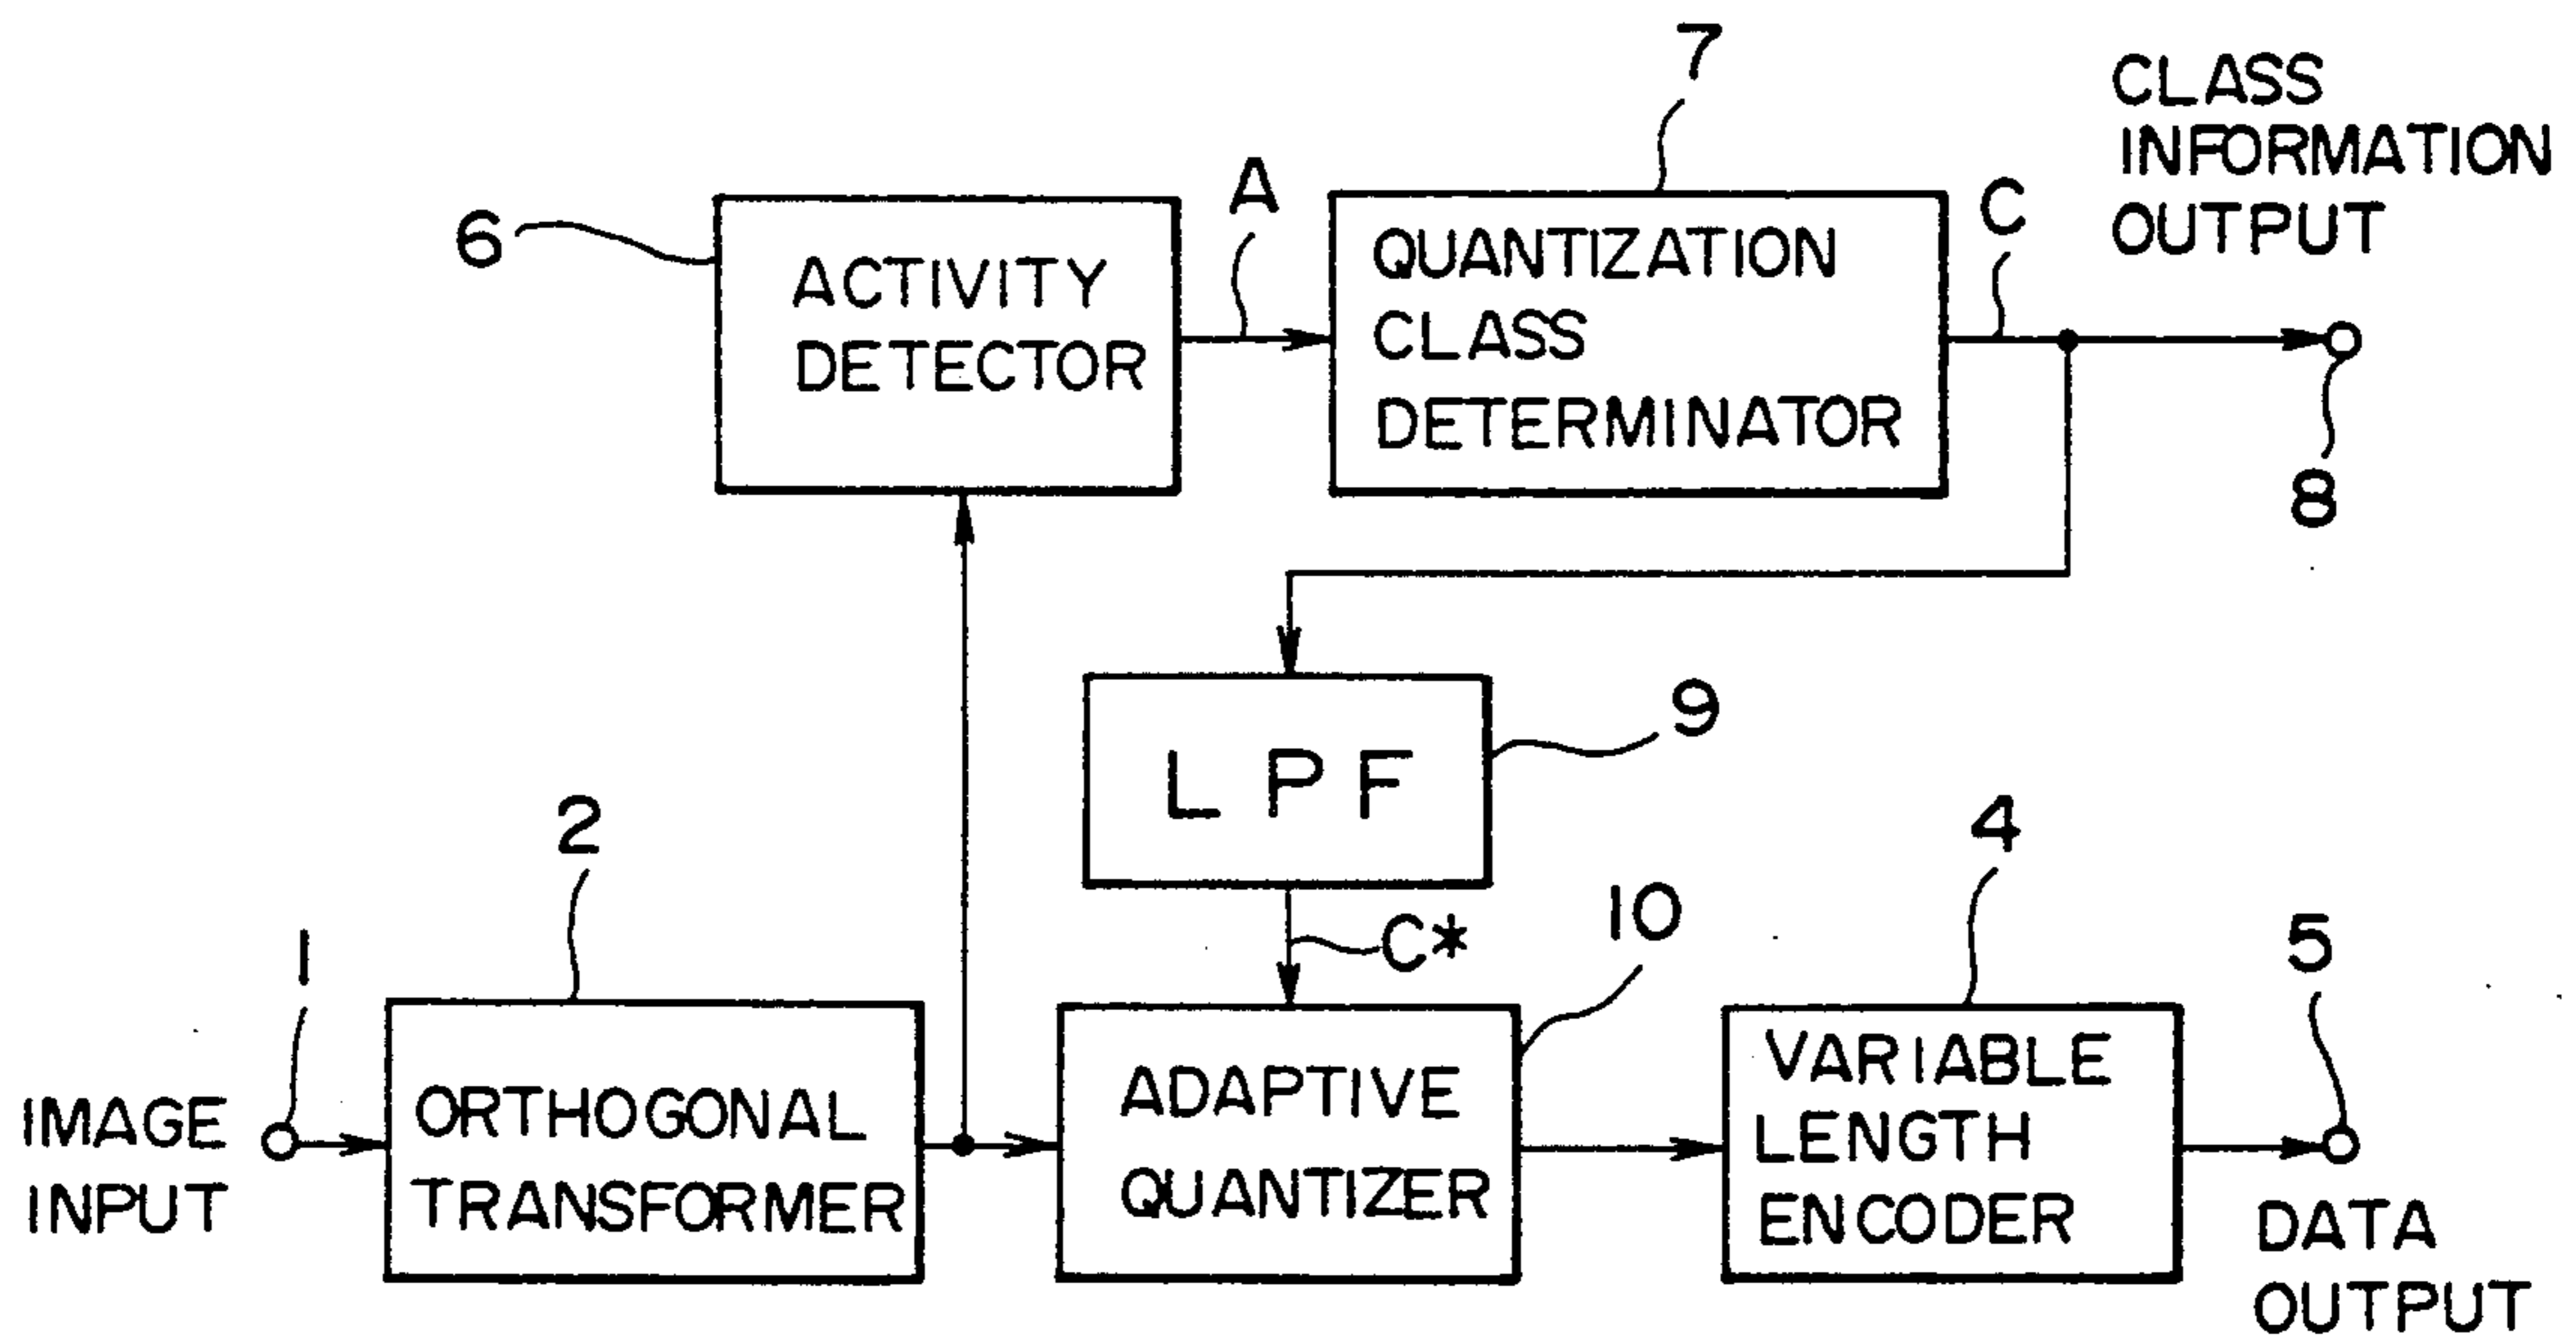 7
CLASS
INFORMATION
OUTPUT
A
C
6
ACTIVITY
DETECTOR
QUANTIZATION
CLASS
DETERMINATOR
8
LPF
9
2
4
10
C*
1
5
IMAGE
INPUT
ORTHOGONAL
TRANSFORMER
ADAPTIVE
QUANTIZER
VARIABLE
LENGTH
ENCODER
DATA
OUTPUT